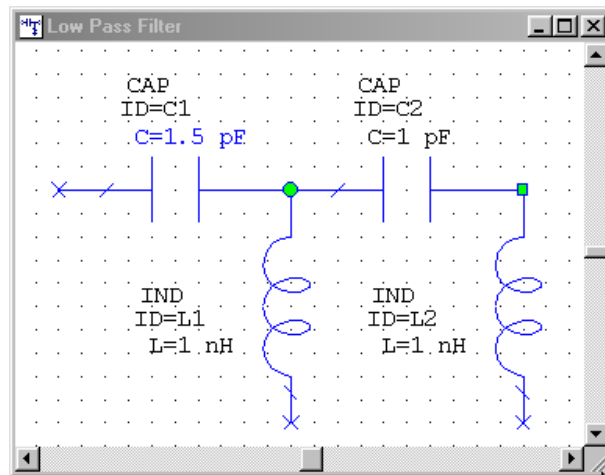 Low Pass Filter
CAP
ID=C1
C=1.5 pF
CAP
ID=C2
C=1 pF
IND
ID=L1
L=1 nH
IND
ID=L2
L=1 nH